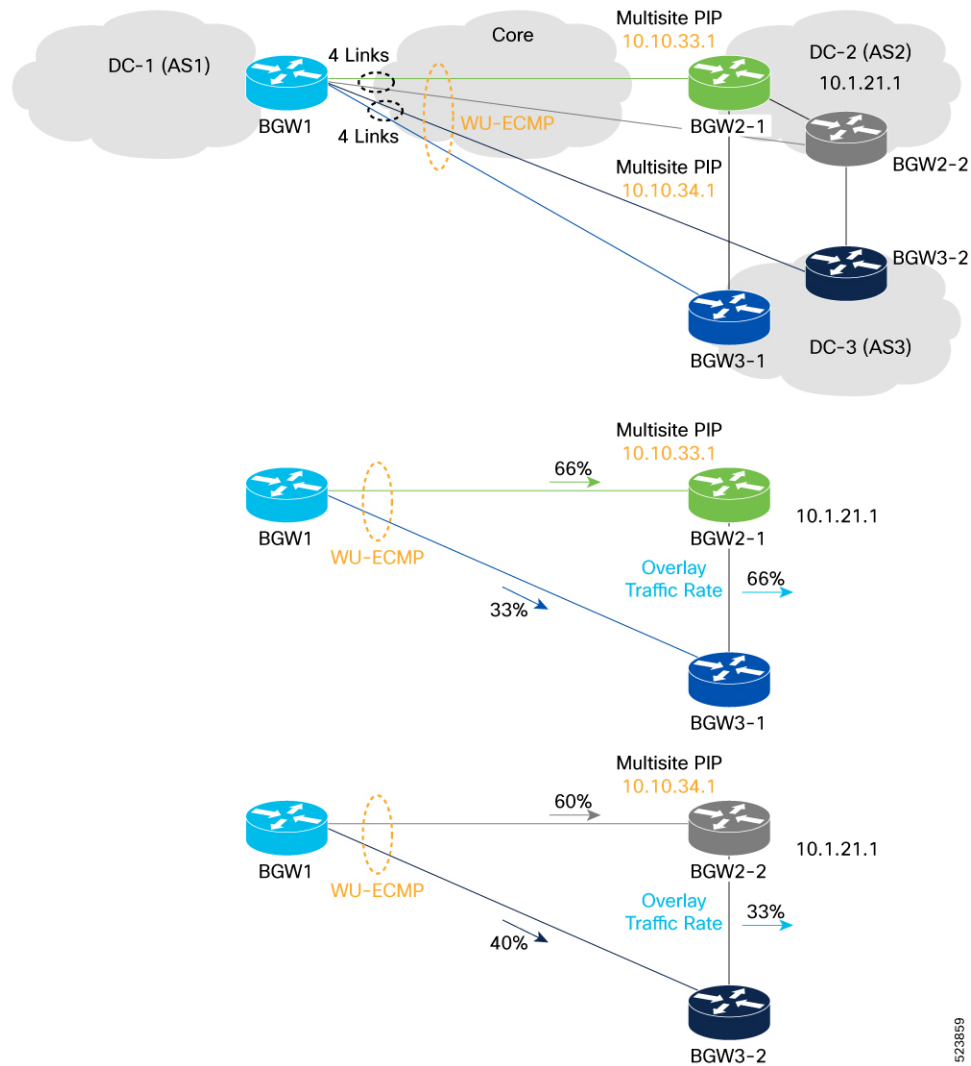 Multisite PIP
10.10.33.1
Core
DC-1 (AS1)
4 Links
DC-2 (AS2)
10.1.21.1
BGW1
4 Links
WU-ECMP
BGW2-1
BGW2-2
Multisite PIP
10.10.34.1
BGW3-2
BGW3-1
DC-3 (AS3)
Multisite PIP
10.10.33.1
66%
10.1.21.1
BGW1
BGW2-1
WU-ECMP
Overlay
Traffic Rate
66%
33%
BGW3-1
Multisite PIP
10.10.34.1
60%
10.1.21.1
BGW1
BGW2-2
WU-ECMP
Overlay
Traffic Rate
33%
40%
BGW3-2
523859